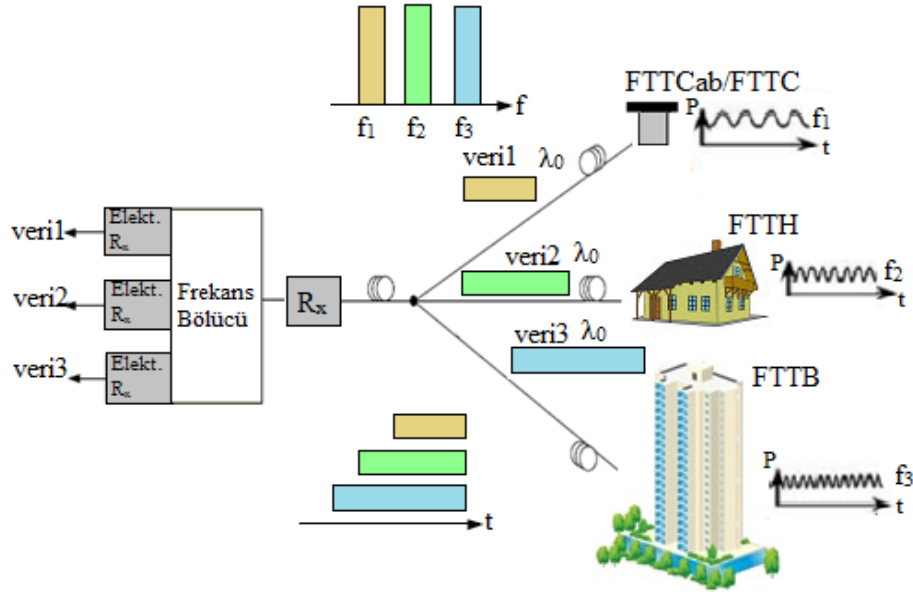 f
f₁ f₂ f₃
FTTCab/FTTC
P
f₁
t
veri1 λ₀
FTTH
P
f₂
t
veri2 λ₀
veri1
Elekt.
Rₓ
veri2
Elekt.
Rₓ
veri3
Elekt.
Rₓ
Frekans
Bölücü
Rₓ
veri3 λ₀
FTTB
P
f₃
t
t